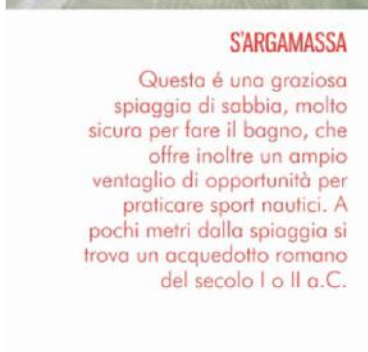 S'ARGAMASSA
Questa é una graziosa
spiaggia di sabbia, molto
sicura per fare il bagno, che
offre inoltre un ampio
ventaglio di opportunità per
praticare sport nautici. A
pochi metri dalla spiaggia si
trova un acquedotto romano
del secolo I o II a.C.